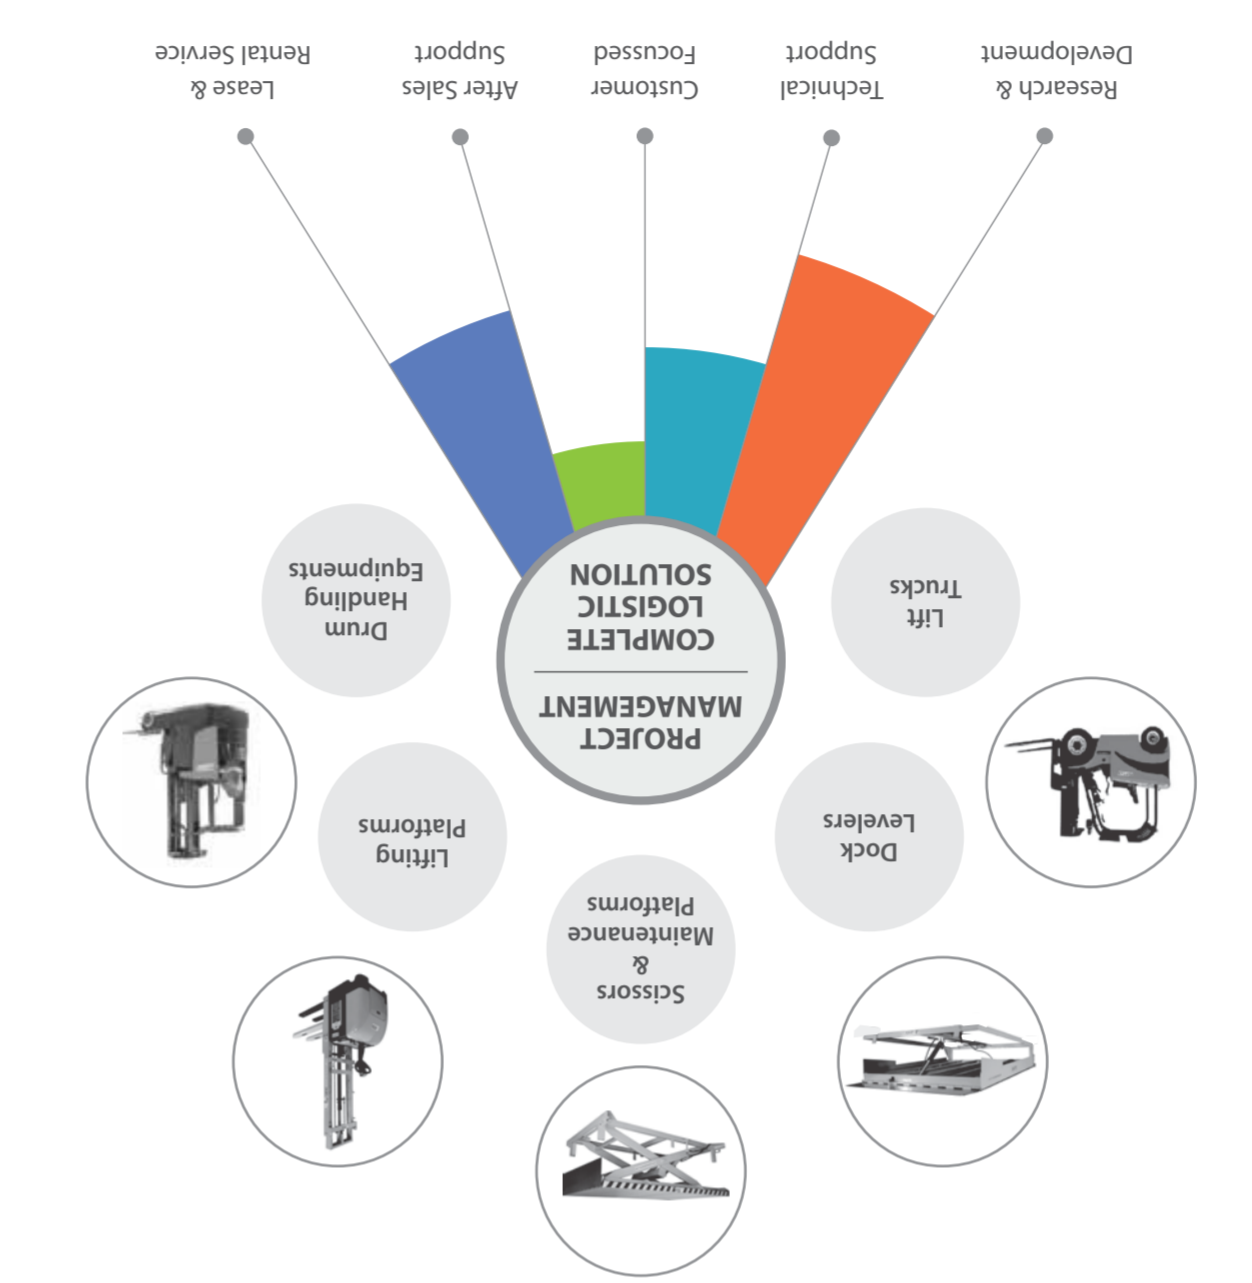 Scissors
&
Maintenance
Platforms
Dock
Levelers
Lifting
Platforms
PROJECT
MANAGEMENT
COMPLETE
LOGISTIC
SOLUTION
Lift
Trucks
Drum
Handling
Equipments
Research &
Development
Technical
Support
Customer
Focussed
After Sales
Support
Lease &
Rental Service